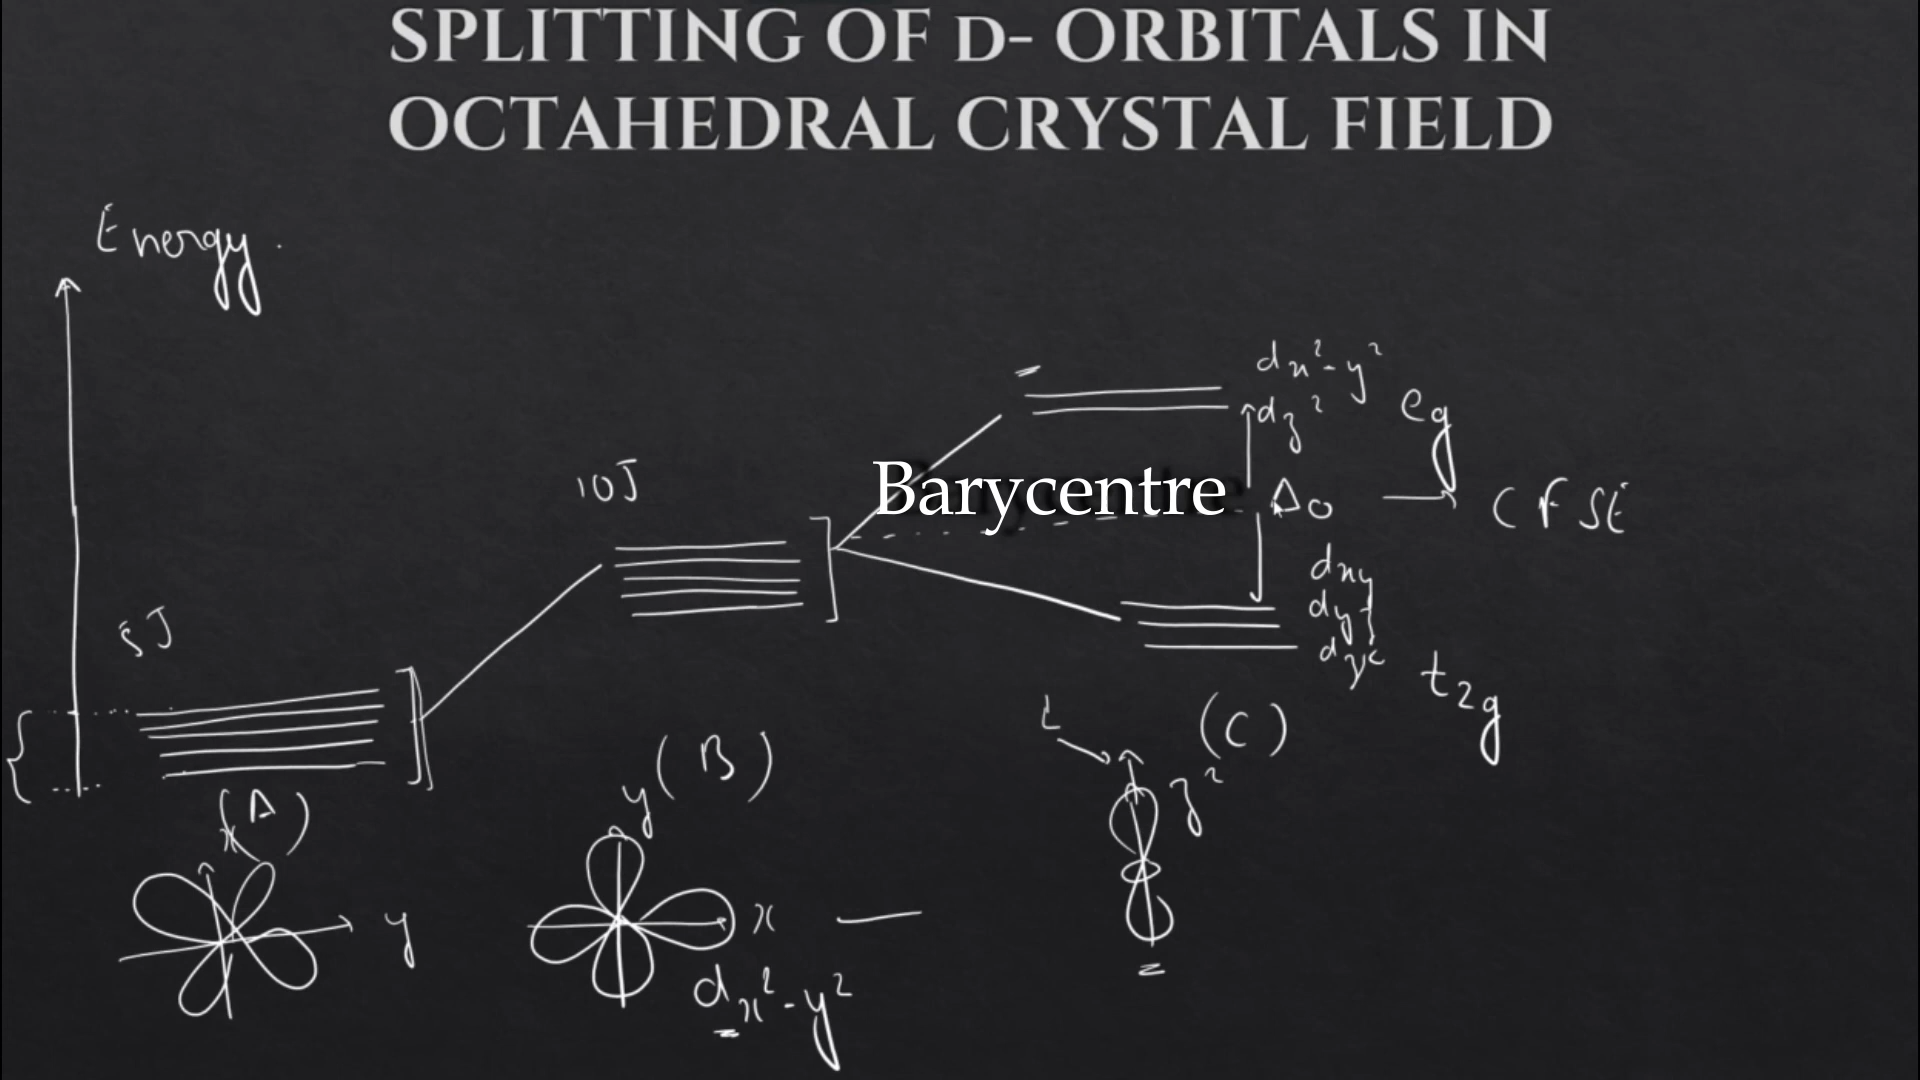 SPLITTING OF D- ORBITALS IN
OCTAHEDRAL CRYSTAL FIELD
Energy
dx²-y²
dz²
eg
10J
Barycentre
Δo → CFSE
dxy
dyz
5J
t2g
(A)
(B)
(C)
L
z²
x
y
y
x
dx²-y²